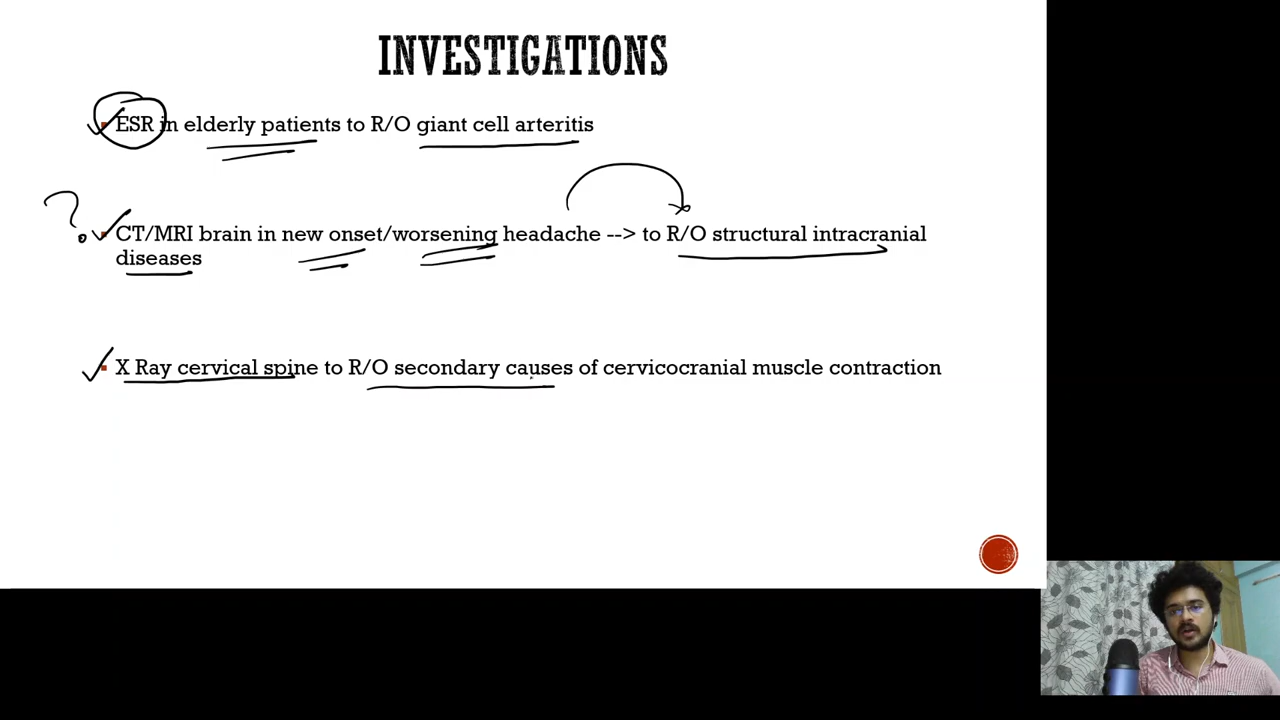 INVESTIGATIONS
ESR in elderly patients to R/O giant cell arteritis
?
CT/MRI brain in new onset/worsening headache --> to R/O structural intracranial
diseases
X Ray cervical spine to R/O secondary causes of cervicocranial muscle contraction